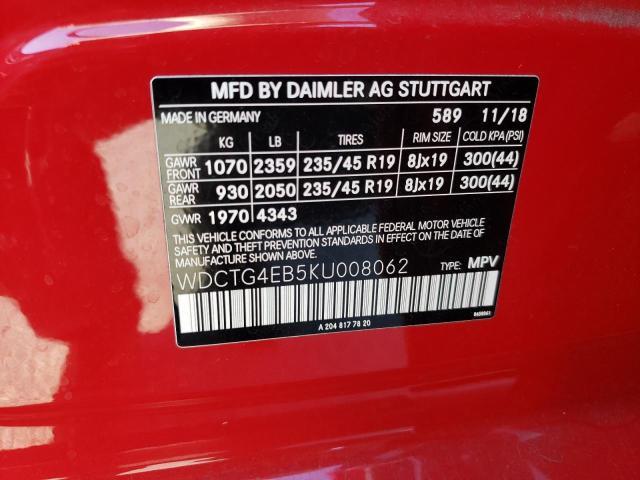 MFD BY DAIMLER AG STUTTGART
MADE IN GERMANY 589 11/18
KG LB TIRES RIM SIZE COLD KPA(PSI)
GAWR FRONT 1070 2359 235/45 R19 8Jx19 300(44)
GAWR REAR 930 2050 235/45 R19 8Jx19 300(44)
GVWR 1970 4343
THIS VEHICLE CONFORMS TO ALL APPLICABLE FEDERAL MOTOR VEHICLE
SAFETY AND THEFT PREVENTION STANDARDS IN EFFECT ON THE DATE OF
MANUFACTURE SHOWN ABOVE.
WDCTG4EB5KU008062 TYPE: MPV
A 204 817 78 20